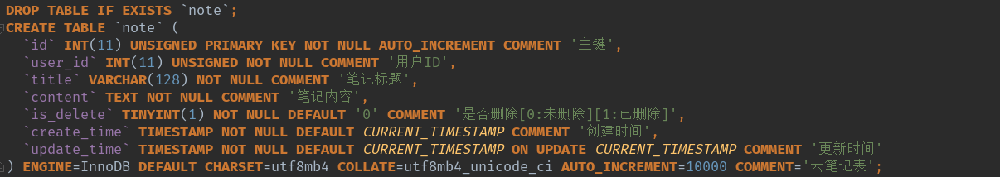 DROP TABLE IF EXISTS `note`;
CREATE TABLE `note` (
  `id` INT(11) UNSIGNED PRIMARY KEY NOT NULL AUTO_INCREMENT COMMENT '主键',
  `user_id` INT(11) UNSIGNED NOT NULL COMMENT '用户ID',
  `title` VARCHAR(128) NOT NULL COMMENT '笔记标题',
  `content` TEXT NOT NULL COMMENT '笔记内容',
  `is_delete` TINYINT(1) NOT NULL DEFAULT '0' COMMENT '是否删除[0:未删除][1:已删除]',
  `create_time` TIMESTAMP NOT NULL DEFAULT CURRENT_TIMESTAMP COMMENT '创建时间',
  `update_time` TIMESTAMP NOT NULL DEFAULT CURRENT_TIMESTAMP ON UPDATE CURRENT_TIMESTAMP COMMENT '更新时间'
) ENGINE=InnoDB DEFAULT CHARSET=utf8mb4 COLLATE=utf8mb4_unicode_ci AUTO_INCREMENT=10000 COMMENT='云笔记表';